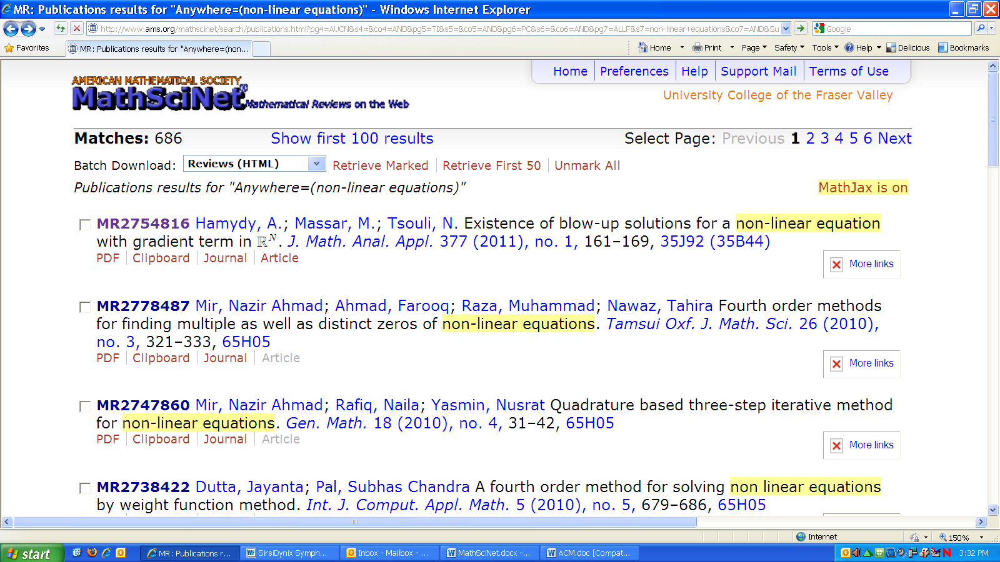 MR: Publications results for "Anywhere=(non-linear equations)" - Windows Internet Explorer
http://www.ams.org/mathscinet/search/publications.html?pg4=AUCN&s4=&co4=AND&pg5=TI&s5=&co5=AND&pg6=PC&s6=&co6=AND&pg7=ALLF&s7=non-linear+equations&co7=AND&Su Google
Favorites MR: Publications results for "Anywhere=(non... Home Print Page Safety Tools Help Delicious Bookmarks
Home Preferences Help Support Mail Terms of Use
AMERICAN MATHEMATICAL SOCIETY
MathSciNet® Mathematical Reviews on the Web
University College of the Fraser Valley
Matches: 686 Show first 100 results Select Page: Previous 1 2 3 4 5 6 Next
Batch Download: Reviews (HTML) Retrieve Marked Retrieve First 50 Unmark All
Publications results for "Anywhere=(non-linear equations)" MathJax is on
MR2754816 Hamydy, A.; Massar, M.; Tsouli, N. Existence of blow-up solutions for a non-linear equation
with gradient term in ℝᴺ. J. Math. Anal. Appl. 377 (2011), no. 1, 161–169, 35J92 (35B44)
PDF Clipboard Journal Article
More links
MR2778487 Mir, Nazir Ahmad; Ahmad, Farooq; Raza, Muhammad; Nawaz, Tahira Fourth order methods
for finding multiple as well as distinct zeros of non-linear equations. Tamsui Oxf. J. Math. Sci. 26 (2010),
no. 3, 321–333, 65H05
PDF Clipboard Journal Article
More links
MR2747860 Mir, Nazir Ahmad; Rafiq, Naila; Yasmin, Nusrat Quadrature based three-step iterative method
for non-linear equations. Gen. Math. 18 (2010), no. 4, 31–42, 65H05
PDF Clipboard Journal Article
More links
MR2738422 Dutta, Jayanta; Pal, Subhas Chandra A fourth order method for solving non linear equations
by weight function method. Int. J. Comput. Appl. Math. 5 (2010), no. 5, 679–686, 65H05
Internet 150%
start MR: Publications r... SirsiDynix Symph... Inbox - Mailbox - ... MathSciNet.docx -... ACM.doc [Compat... 3:32 PM